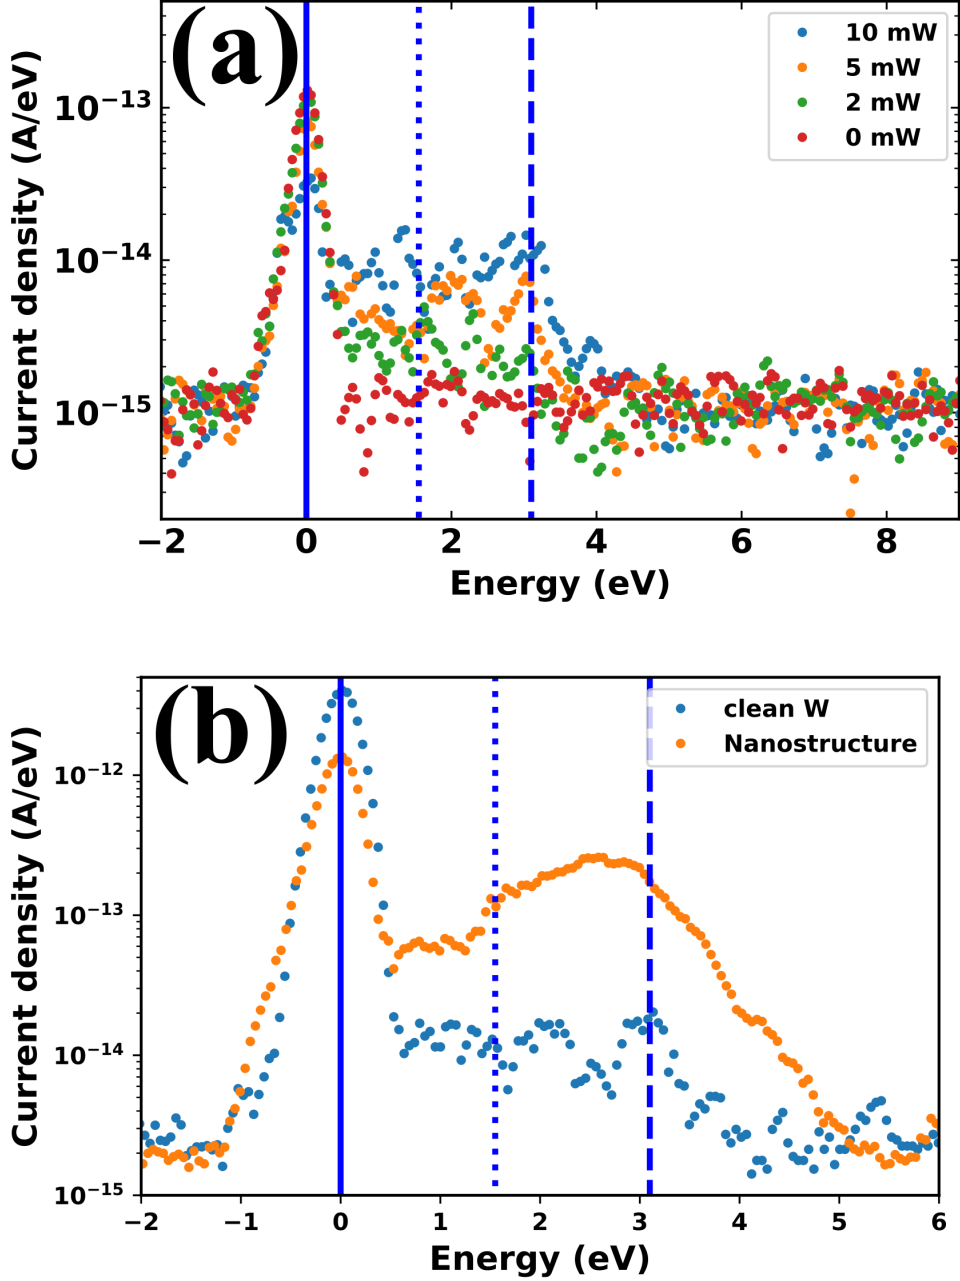 (a)
10 mW
5 mW
2 mW
0 mW
Current density (A/eV)
10⁻¹³
10⁻¹⁴
10⁻¹⁵
−2 0 2 4 6 8
Energy (eV)
(b)
clean W
Nanostructure
Current density (A/eV)
10⁻¹²
10⁻¹³
10⁻¹⁴
10⁻¹⁵
−2 −1 0 1 2 3 4 5 6
Energy (eV)